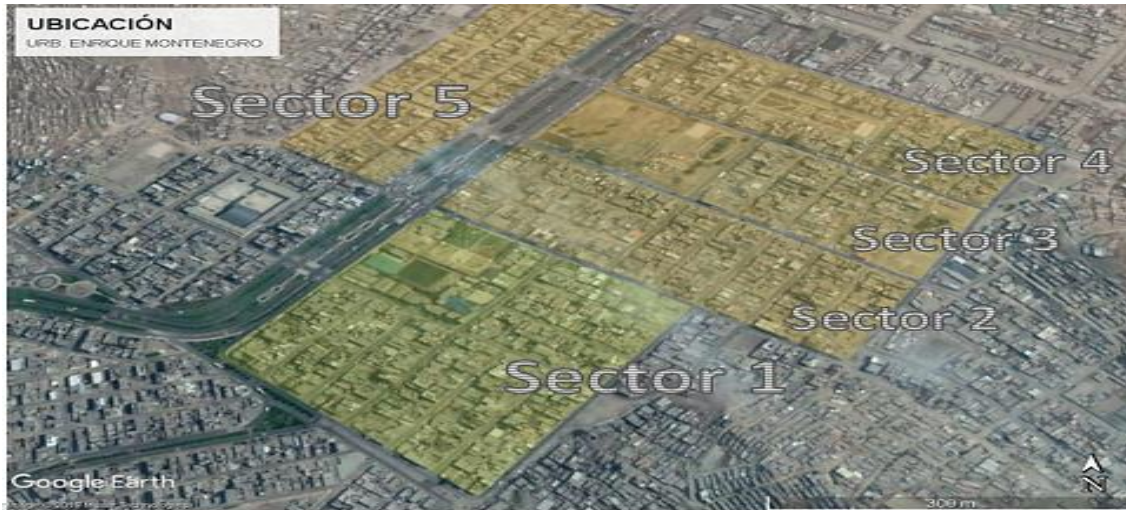 UBICACIÓN
URB. ENRIQUE MONTENEGRO
Sector 5
Sector 4
Sector 3
Sector 2
Sector 1
Google Earth
N
300 m